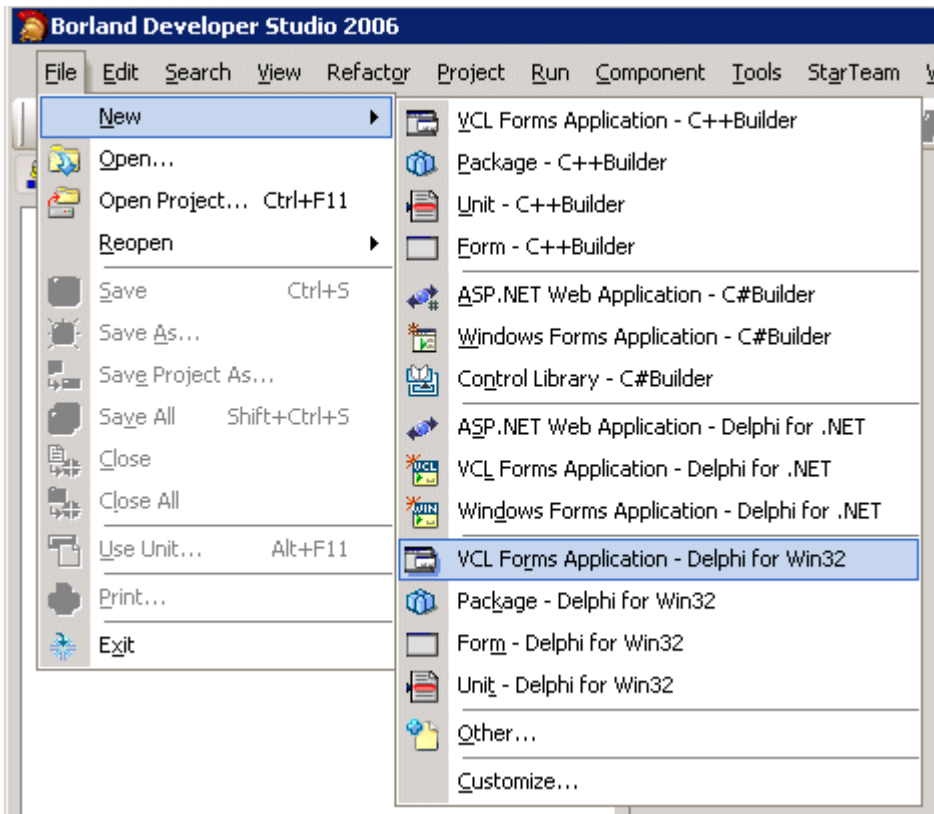 Borland Developer Studio 2006
File Edit Search View Refactor Project Run Component Tools StarTeam
New
Open...
Open Project... Ctrl+F11
Reopen
Save Ctrl+S
Save As...
Save Project As...
Save All Shift+Ctrl+S
Close
Close All
Use Unit... Alt+F11
Print...
Exit
VCL Forms Application - C++Builder
Package - C++Builder
Unit - C++Builder
Form - C++Builder
ASP.NET Web Application - C#Builder
Windows Forms Application - C#Builder
Control Library - C#Builder
ASP.NET Web Application - Delphi for .NET
VCL Forms Application - Delphi for .NET
Windows Forms Application - Delphi for .NET
VCL Forms Application - Delphi for Win32
Package - Delphi for Win32
Form - Delphi for Win32
Unit - Delphi for Win32
Other...
Customize...